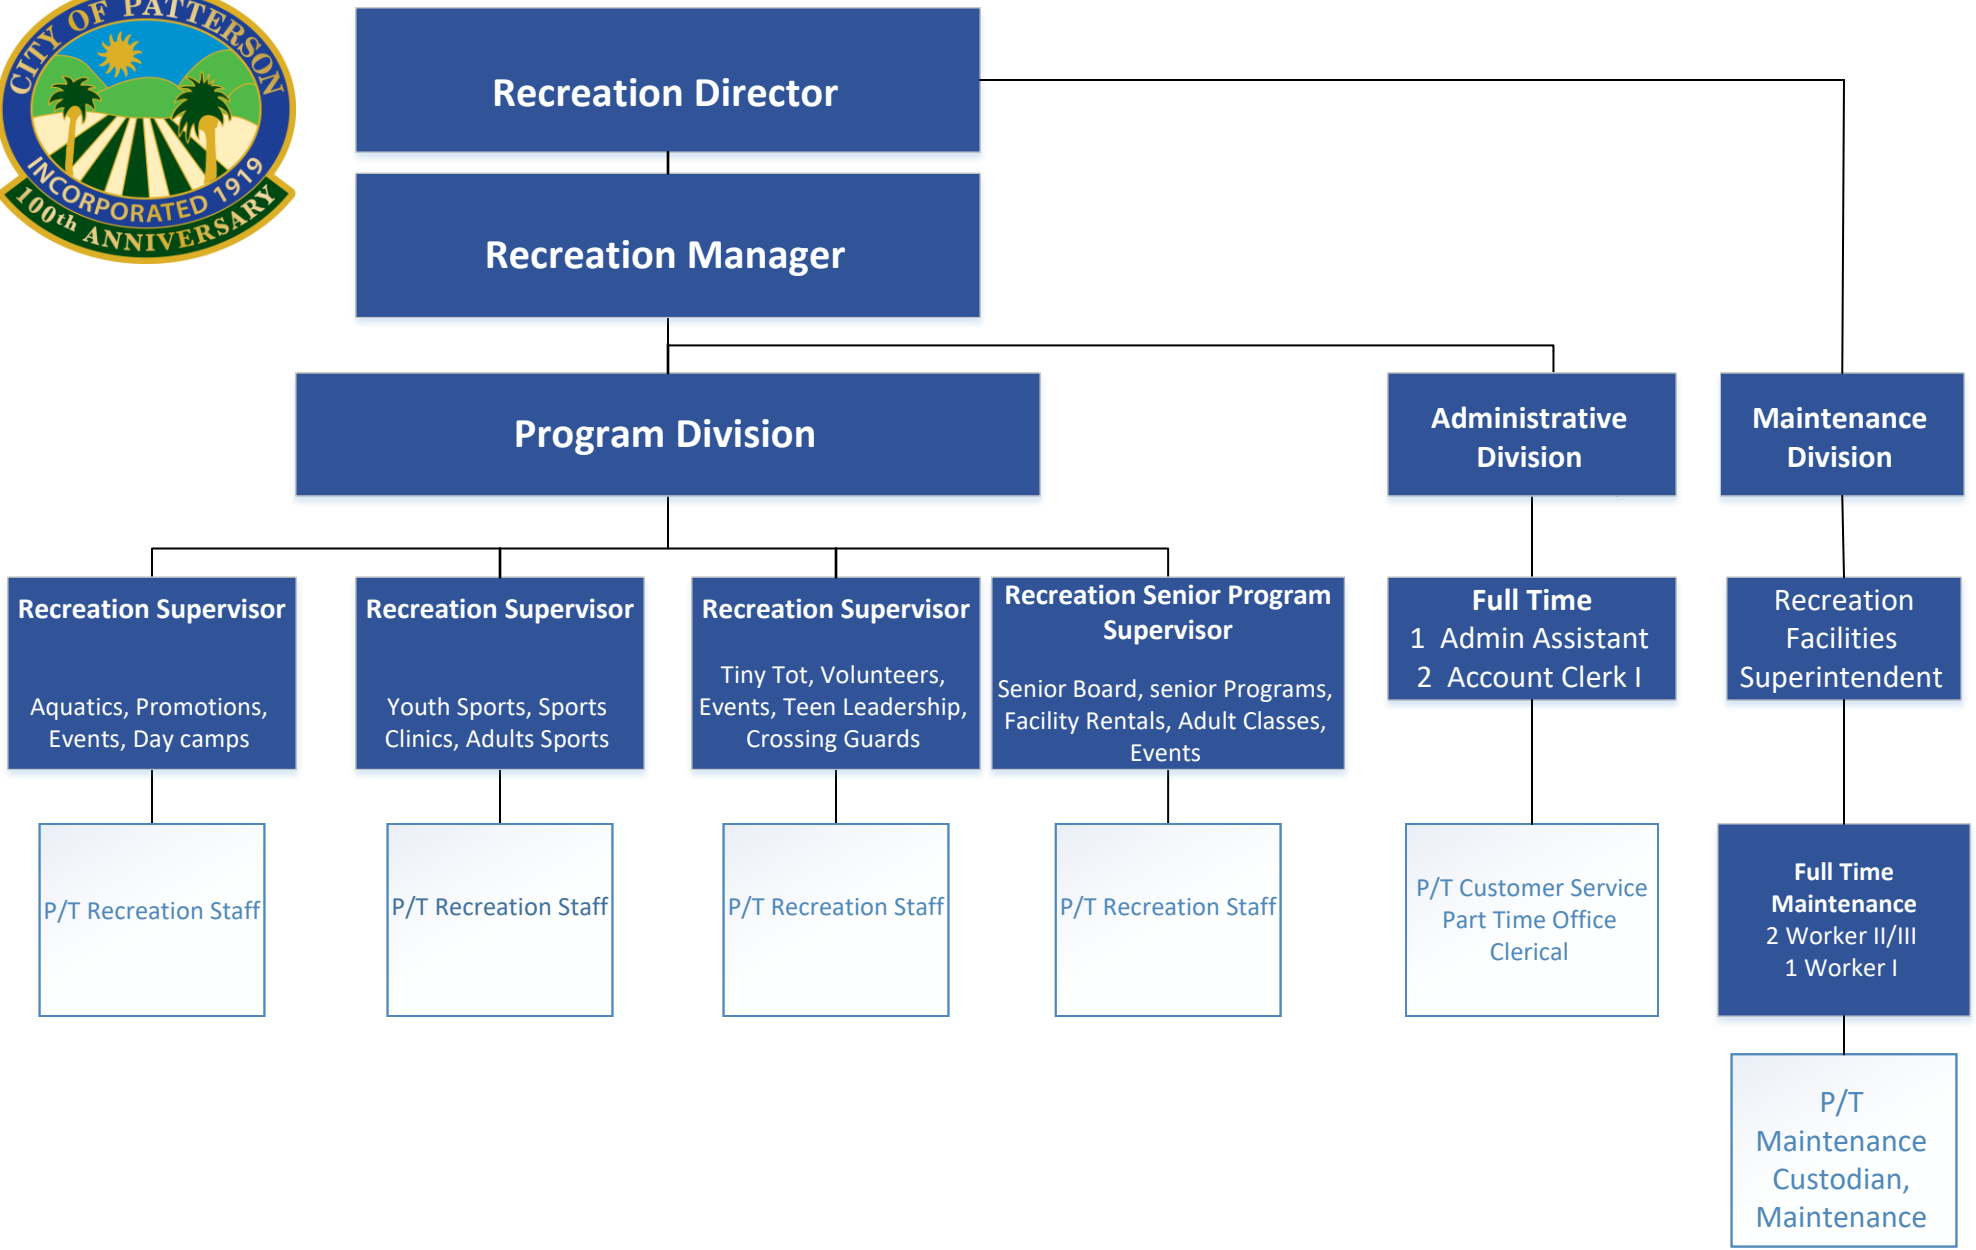 CITY OF PATTERSON
INCORPORATED 1919
100th ANNIVERSARY
Recreation Director
Recreation Manager
Program Division
Administrative
Division
Maintenance
Division
Recreation Supervisor
Aquatics, Promotions,
Events, Day camps
Recreation Supervisor
Youth Sports, Sports
Clinics, Adults Sports
Recreation Supervisor
Tiny Tot, Volunteers,
Events, Teen Leadership,
Crossing Guards
Recreation Senior Program
Supervisor
Senior Board, senior Programs,
Facility Rentals, Adult Classes,
Events
Full Time
1 Admin Assistant
2 Account Clerk I
Recreation
Facilities
Superintendent
P/T Recreation Staff
P/T Recreation Staff
P/T Recreation Staff
P/T Recreation Staff
P/T Customer Service
Part Time Office
Clerical
Full Time
Maintenance
2 Worker II/III
1 Worker I
P/T
Maintenance
Custodian,
Maintenance